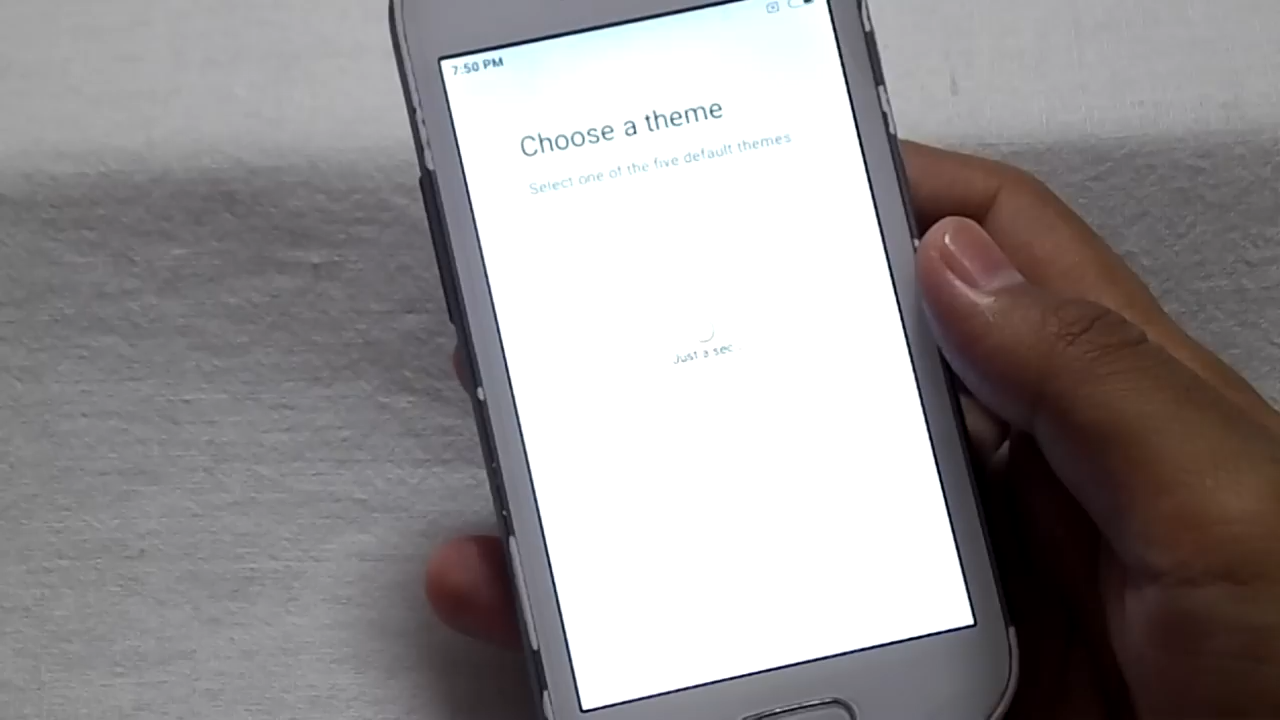 7:50 PM
Choose a theme
Select one of the five default themes
Just a sec